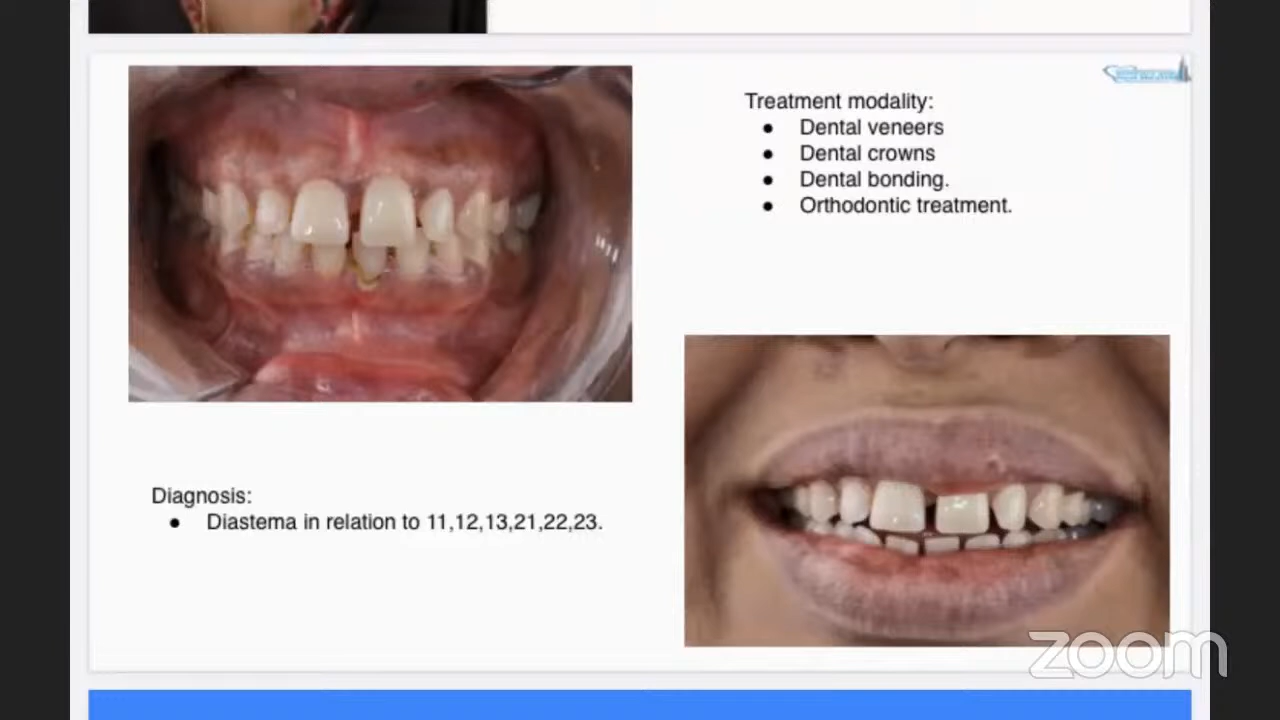 Treatment modality:
● Dental veneers
● Dental crowns
● Dental bonding.
● Orthodontic treatment.
Diagnosis:
● Diastema in relation to 11,12,13,21,22,23.
zoom